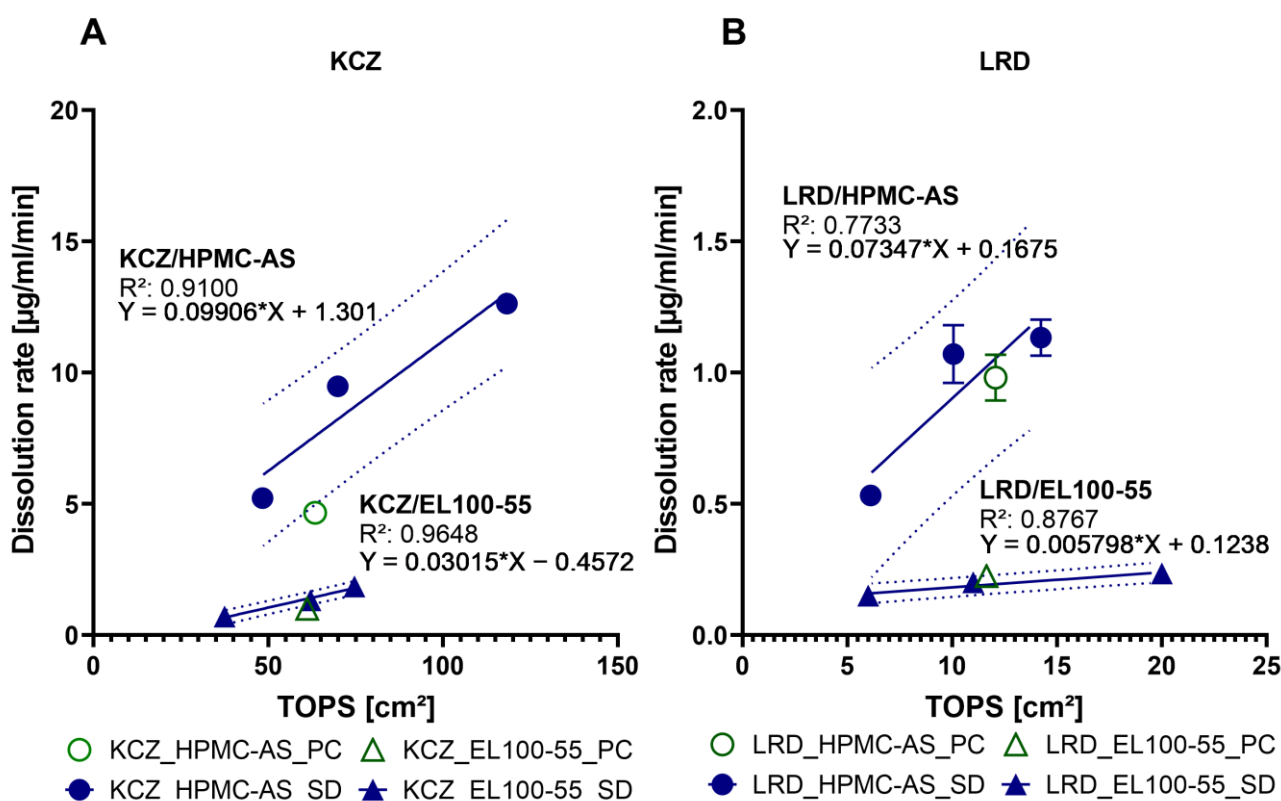 A
KCZ
Dissolution rate [µg/ml/min]
20
15
10
5
0
KCZ/HPMC-AS
R²: 0.9100
Y = 0.09906*X + 1.301
KCZ/EL100-55
R²: 0.9648
Y = 0.03015*X − 0.4572
0 50 100 150
TOPS [cm²]
KCZ_HPMC-AS_PC KCZ_EL100-55_PC
KCZ_HPMC-AS_SD KCZ_EL100-55_SD
B
LRD
Dissolution rate [µg/ml/min]
2.0
1.5
1.0
0.5
0.0
LRD/HPMC-AS
R²: 0.7733
Y = 0.07347*X + 0.1675
LRD/EL100-55
R²: 0.8767
Y = 0.005798*X + 0.1238
0 5 10 15 20 25
TOPS [cm²]
LRD_HPMC-AS_PC LRD_EL100-55_PC
LRD_HPMC-AS_SD LRD_EL100-55_SD